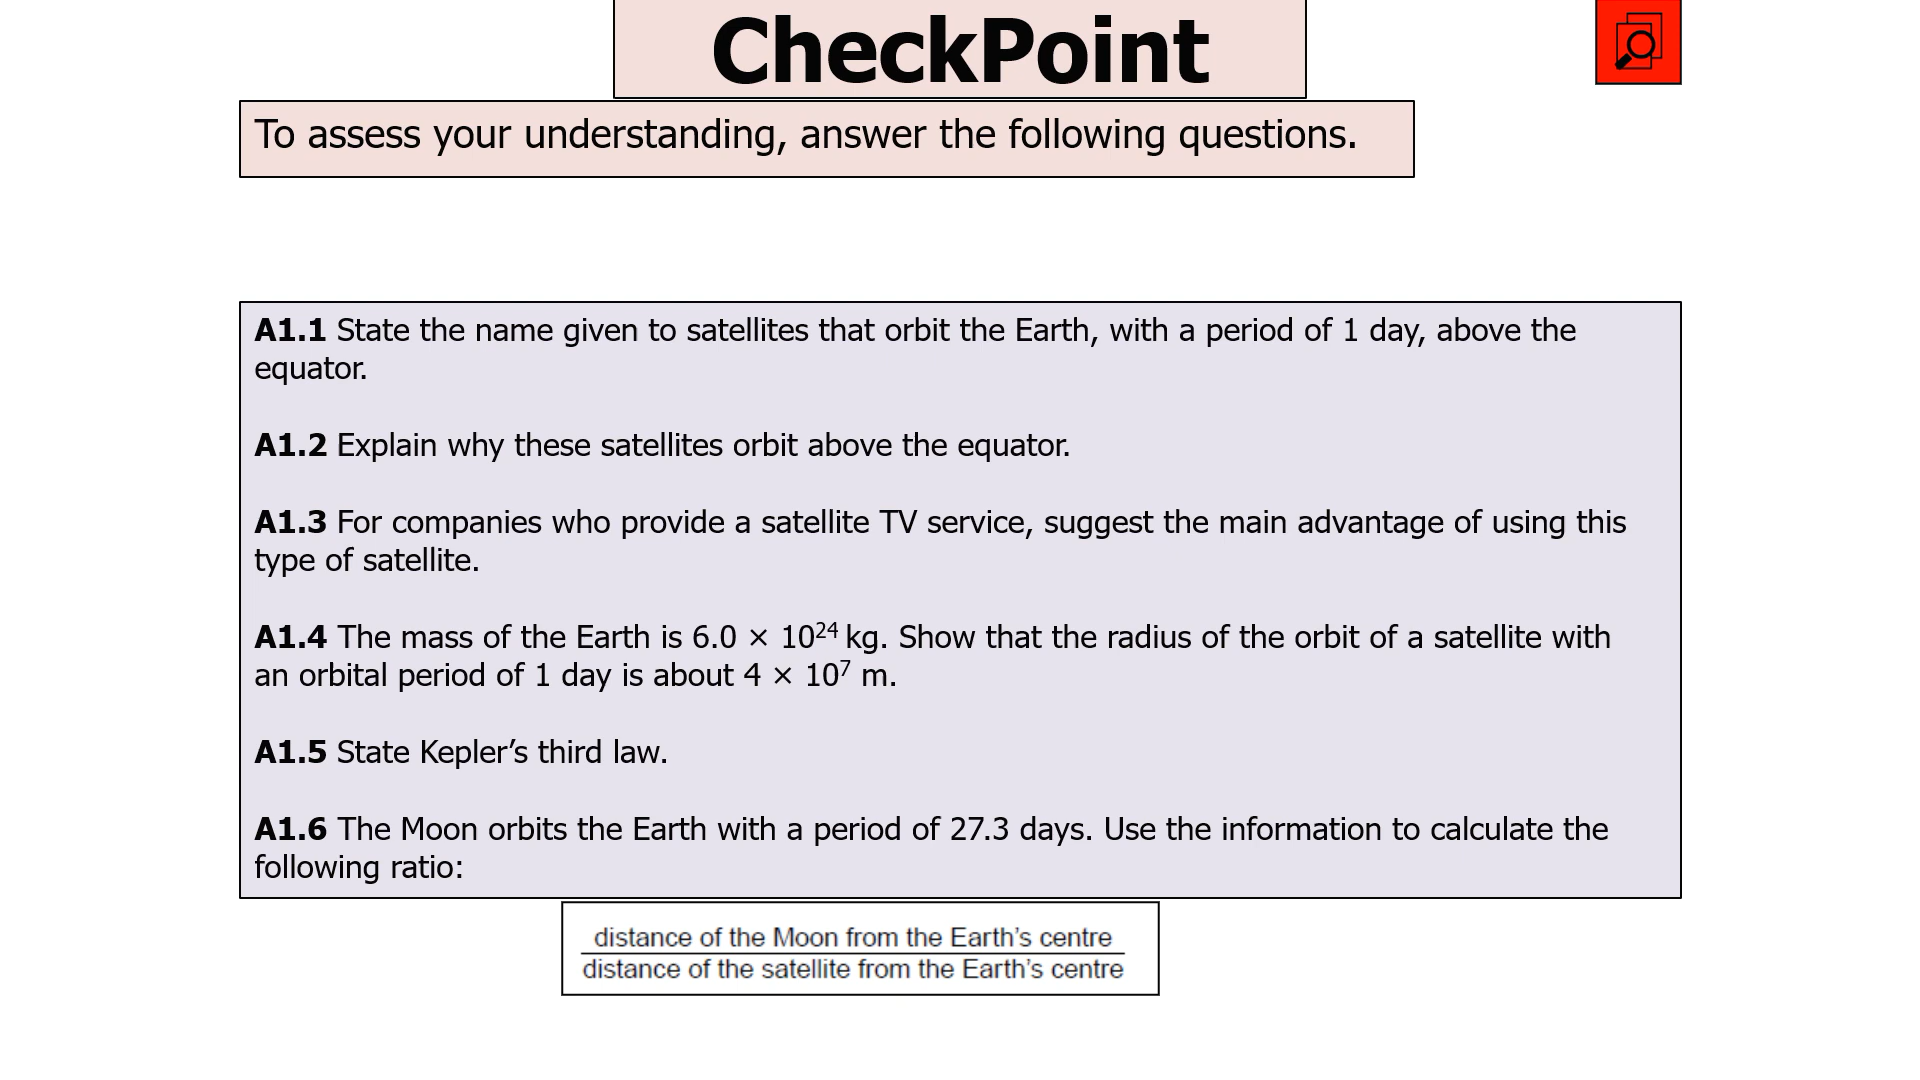 CheckPoint
To assess your understanding, answer the following questions.
A1.1 State the name given to satellites that orbit the Earth, with a period of 1 day, above the
equator.
A1.2 Explain why these satellites orbit above the equator.
A1.3 For companies who provide a satellite TV service, suggest the main advantage of using this
type of satellite.
A1.4 The mass of the Earth is 6.0 × 10²⁴ kg. Show that the radius of the orbit of a satellite with
an orbital period of 1 day is about 4 × 10⁷ m.
A1.5 State Kepler’s third law.
A1.6 The Moon orbits the Earth with a period of 27.3 days. Use the information to calculate the
following ratio:
distance of the Moon from the Earth’s centre
distance of the satellite from the Earth’s centre